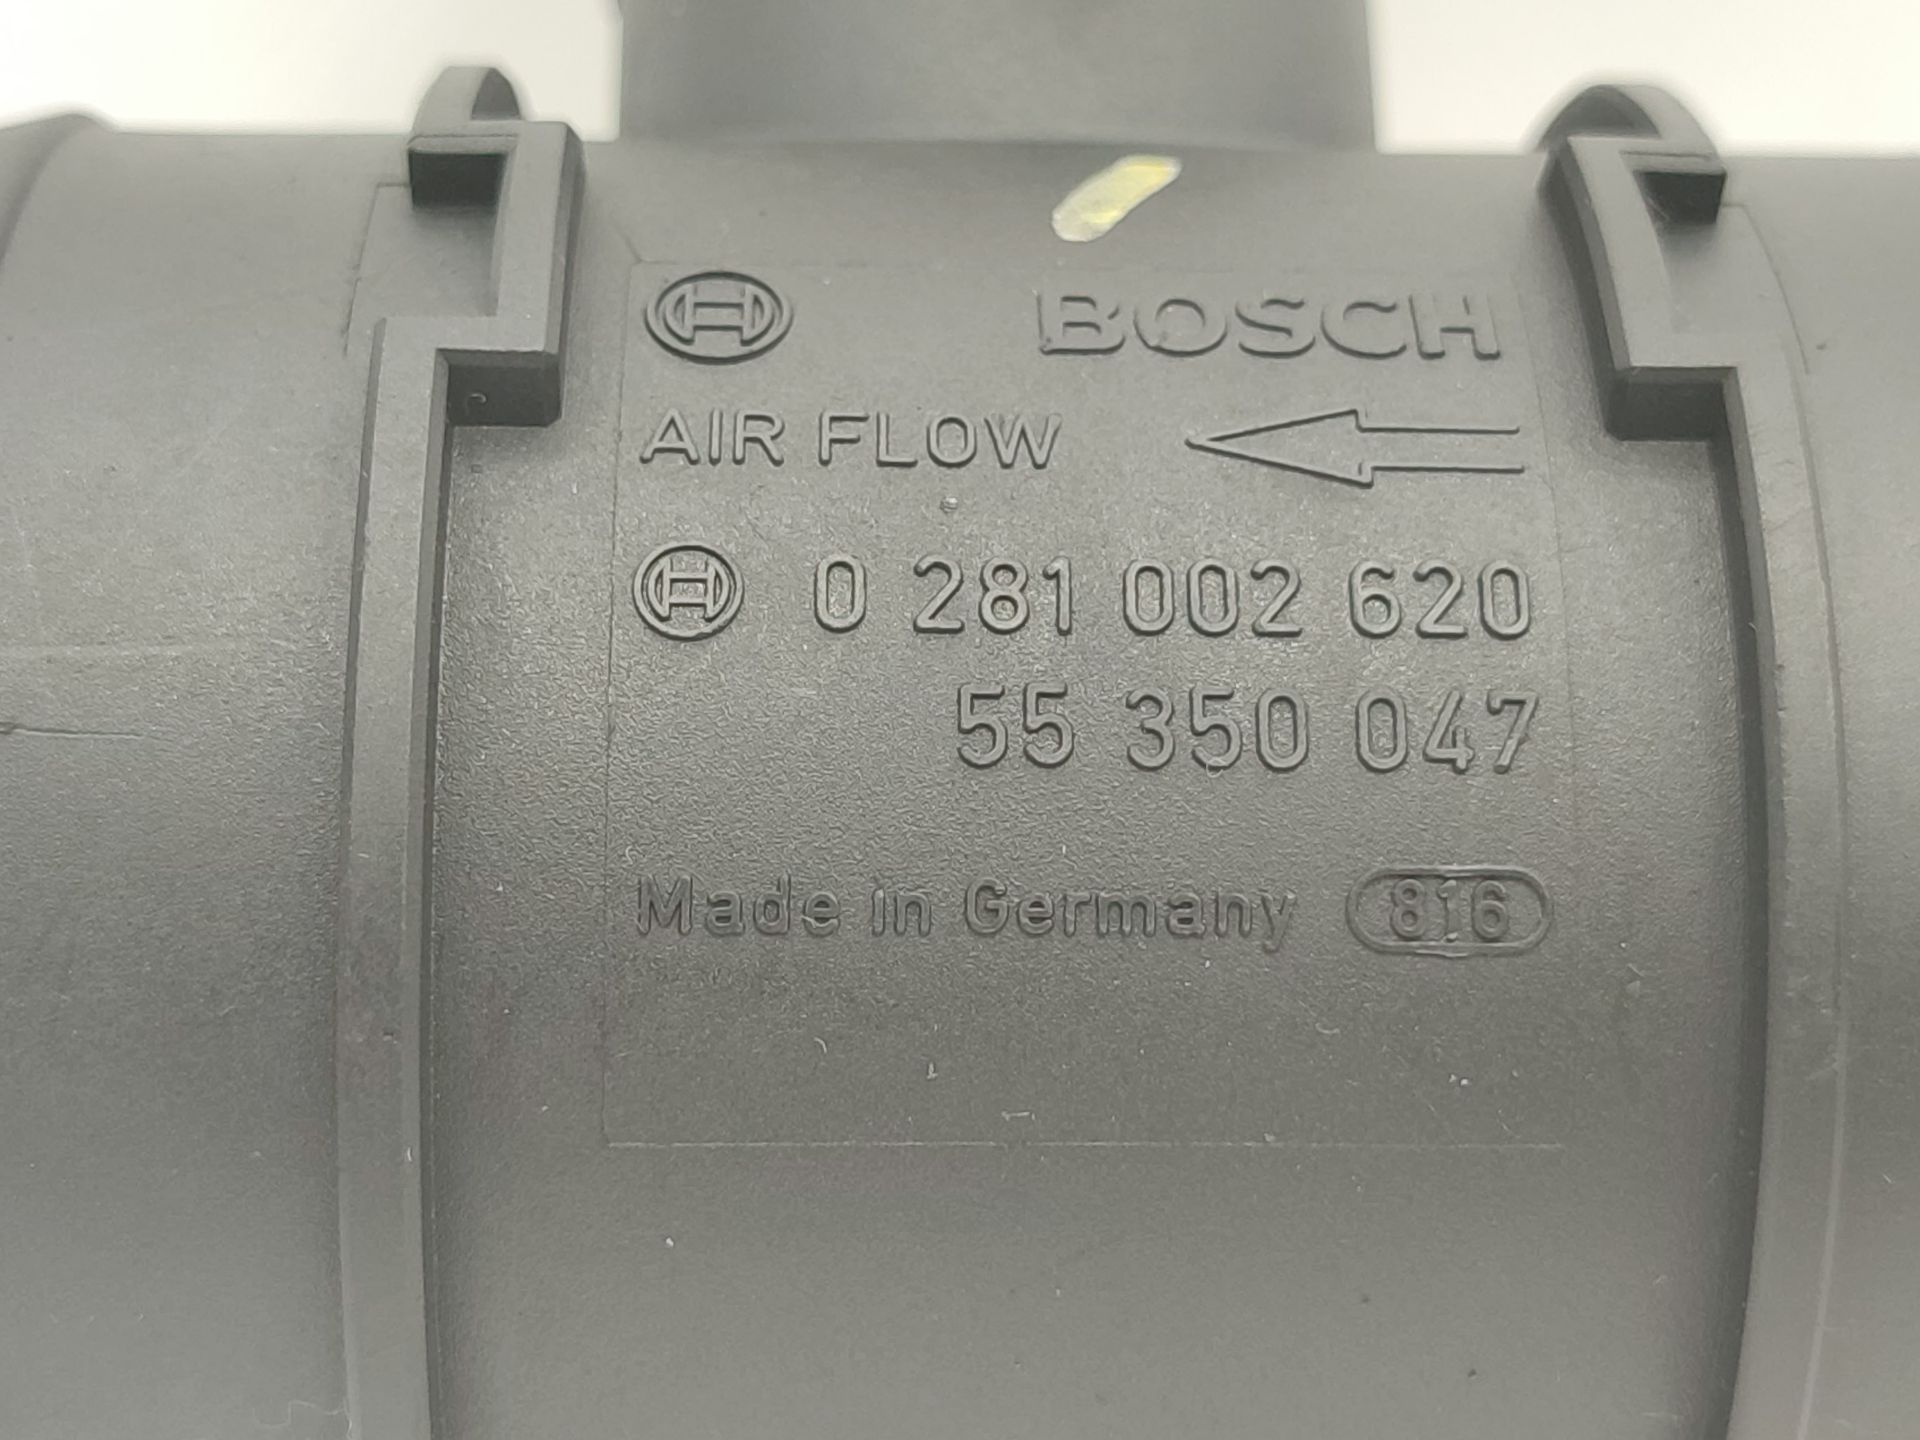 BOSCH
AIR FLOW
0 281 002 620
55 350 047
Made in Germany 816